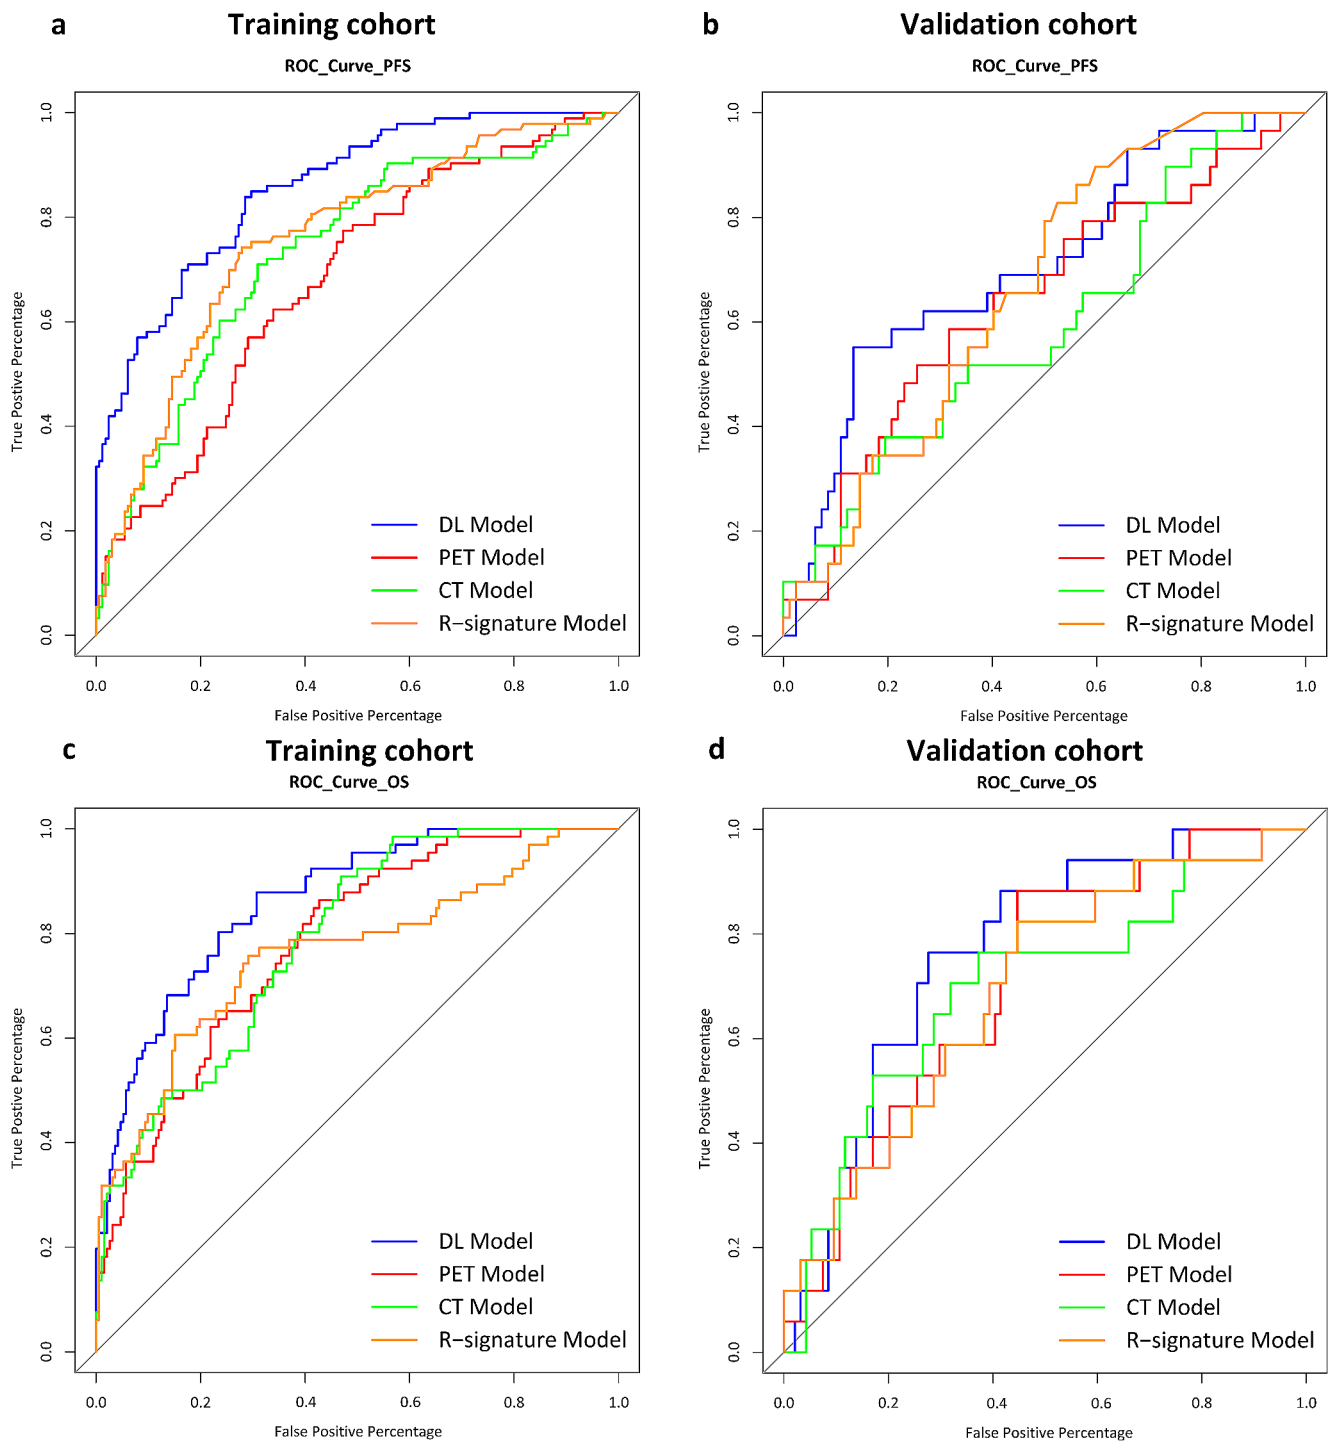 a Training cohort
ROC_Curve_PFS
True Postive Percentage
1.0
0.8
0.6
0.4
0.2
0.0
DL Model
PET Model
CT Model
R−signature Model
0.0 0.2 0.4 0.6 0.8 1.0
False Positive Percentage
b Validation cohort
ROC_Curve_PFS
True Postive Percentage
1.0
0.8
0.6
0.4
0.2
0.0
DL Model
PET Model
CT Model
R−signature Model
0.0 0.2 0.4 0.6 0.8 1.0
False Positive Percentage
c Training cohort
ROC_Curve_OS
True Postive Percentage
1.0
0.8
0.6
0.4
0.2
0.0
DL Model
PET Model
CT Model
R−signature Model
0.0 0.2 0.4 0.6 0.8 1.0
False Positive Percentage
d Validation cohort
ROC_Curve_OS
True Postive Percentage
1.0
0.8
0.6
0.4
0.2
0.0
DL Model
PET Model
CT Model
R−signature Model
0.0 0.2 0.4 0.6 0.8 1.0
False Positive Percentage